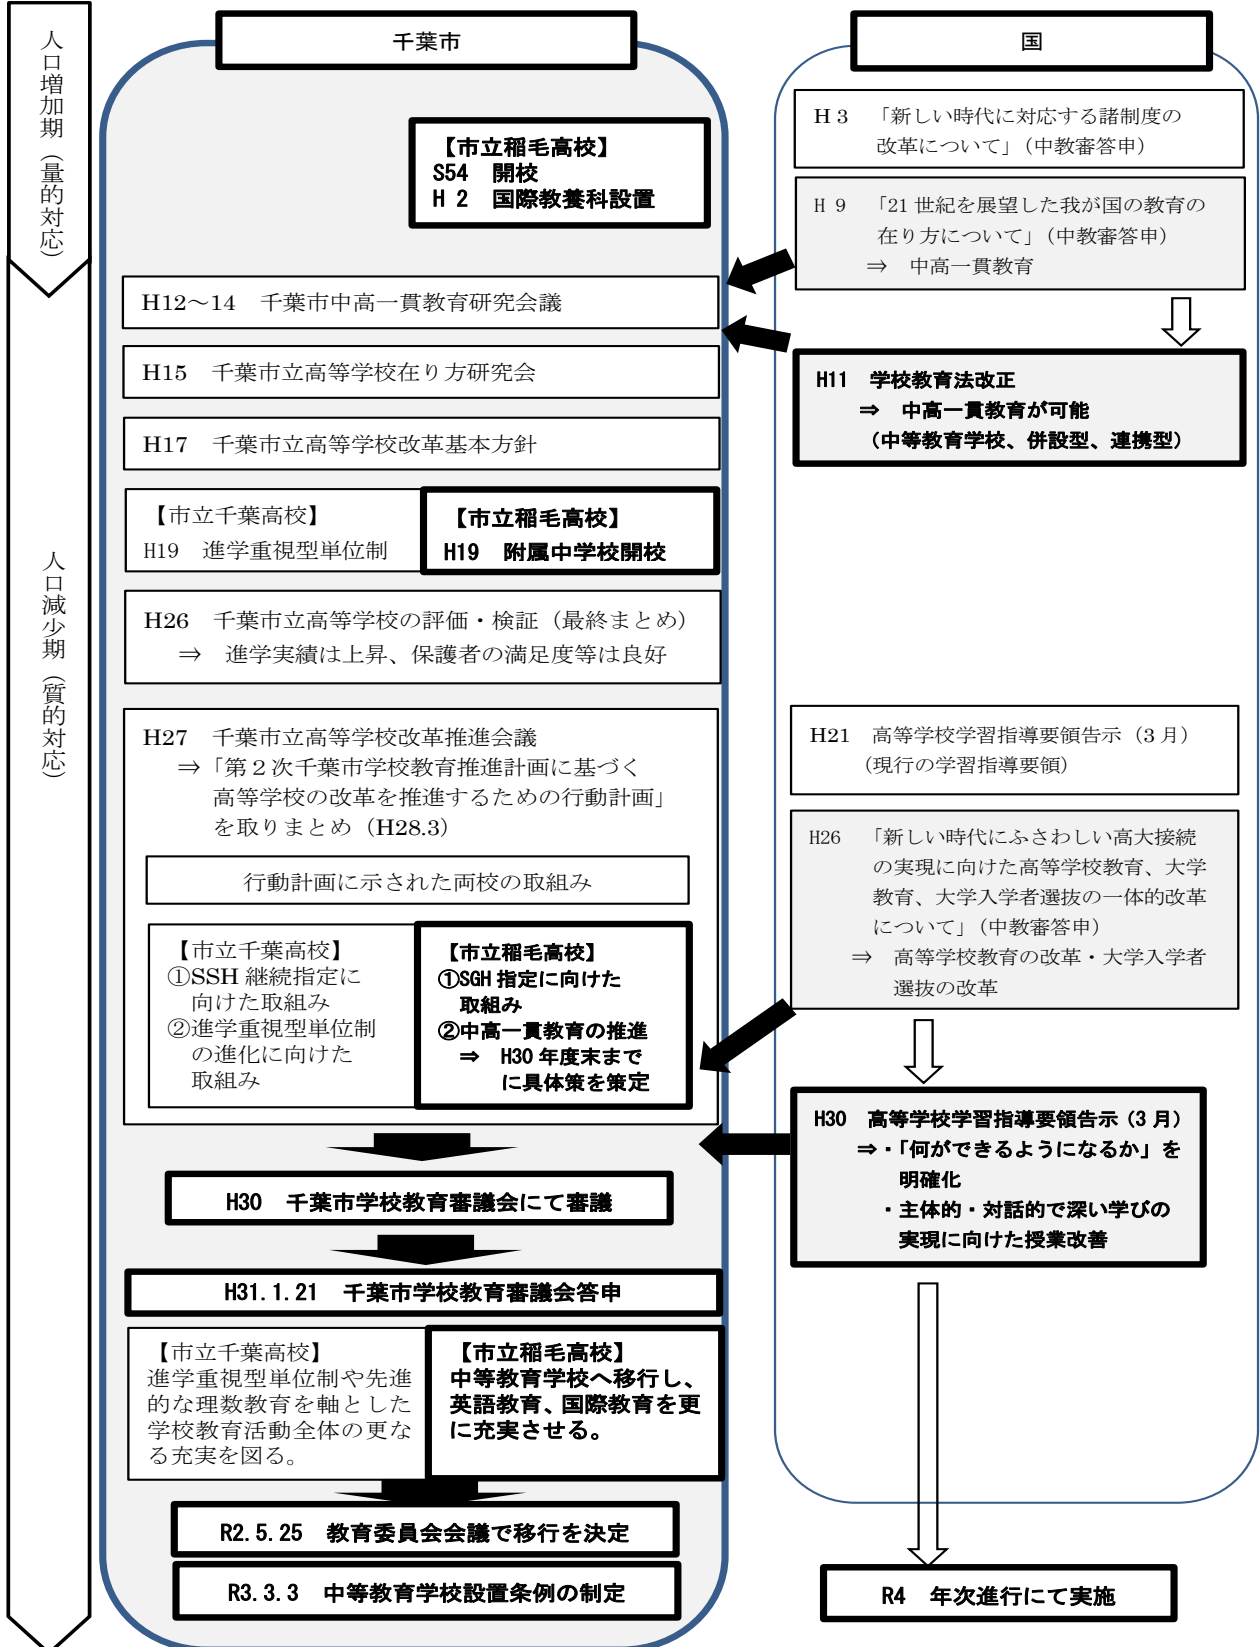 人口増加期（量的対応）
人口減少期（質的対応）
千葉市
【市立稲毛高校】
S54　開校
H 2　国際教養科設置
H12～14　千葉市中高一貫教育研究会議
H15　千葉市立高等学校在り方研究会
H17　千葉市立高等学校改革基本方針
【市立千葉高校】
H19　進学重視型単位制
【市立稲毛高校】
H19　附属中学校開校
H26　千葉市立高等学校の評価・検証（最終まとめ）
⇒　進学実績は上昇、保護者の満足度等は良好
H27　千葉市立高等学校改革推進会議
⇒「第２次千葉市学校教育推進計画に基づく
高等学校の改革を推進するための行動計画」
を取りまとめ（H28.3）
行動計画に示された両校の取組み
【市立千葉高校】
①SSH 継続指定に
向けた取組み
②進学重視型単位制
の進化に向けた
取組み
【市立稲毛高校】
①SGH 指定に向けた
取組み
②中高一貫教育の推進
⇒　H30 年度末まで
に具体策を策定
H30　千葉市学校教育審議会にて審議
H31.1.21　千葉市学校教育審議会答申
【市立千葉高校】
進学重視型単位制や先進
的な理数教育を軸とした
学校教育活動全体の更な
る充実を図る。
【市立稲毛高校】
中等教育学校へ移行し、
英語教育、国際教育を更
に充実させる。
R2.5.25　教育委員会会議で移行を決定
R3.3.3　中等教育学校設置条例の制定
国
H 3　「新しい時代に対応する諸制度の
改革について」（中教審答申）
H 9　「21 世紀を展望した我が国の教育の
在り方について」（中教審答申）
⇒　中高一貫教育
H11　学校教育法改正
⇒　中高一貫教育が可能
（中等教育学校、併設型、連携型）
H21　高等学校学習指導要領告示（3 月）
（現行の学習指導要領）
H26　「新しい時代にふさわしい高大接続
の実現に向けた高等学校教育、大学
教育、大学入学者選抜の一体的改革
について」（中教審答申）
⇒　高等学校教育の改革・大学入学者
選抜の改革
H30　高等学校学習指導要領告示（3 月）
⇒・「何ができるようになるか」を
明確化
・主体的・対話的で深い学びの
実現に向けた授業改善
R4　年次進行にて実施